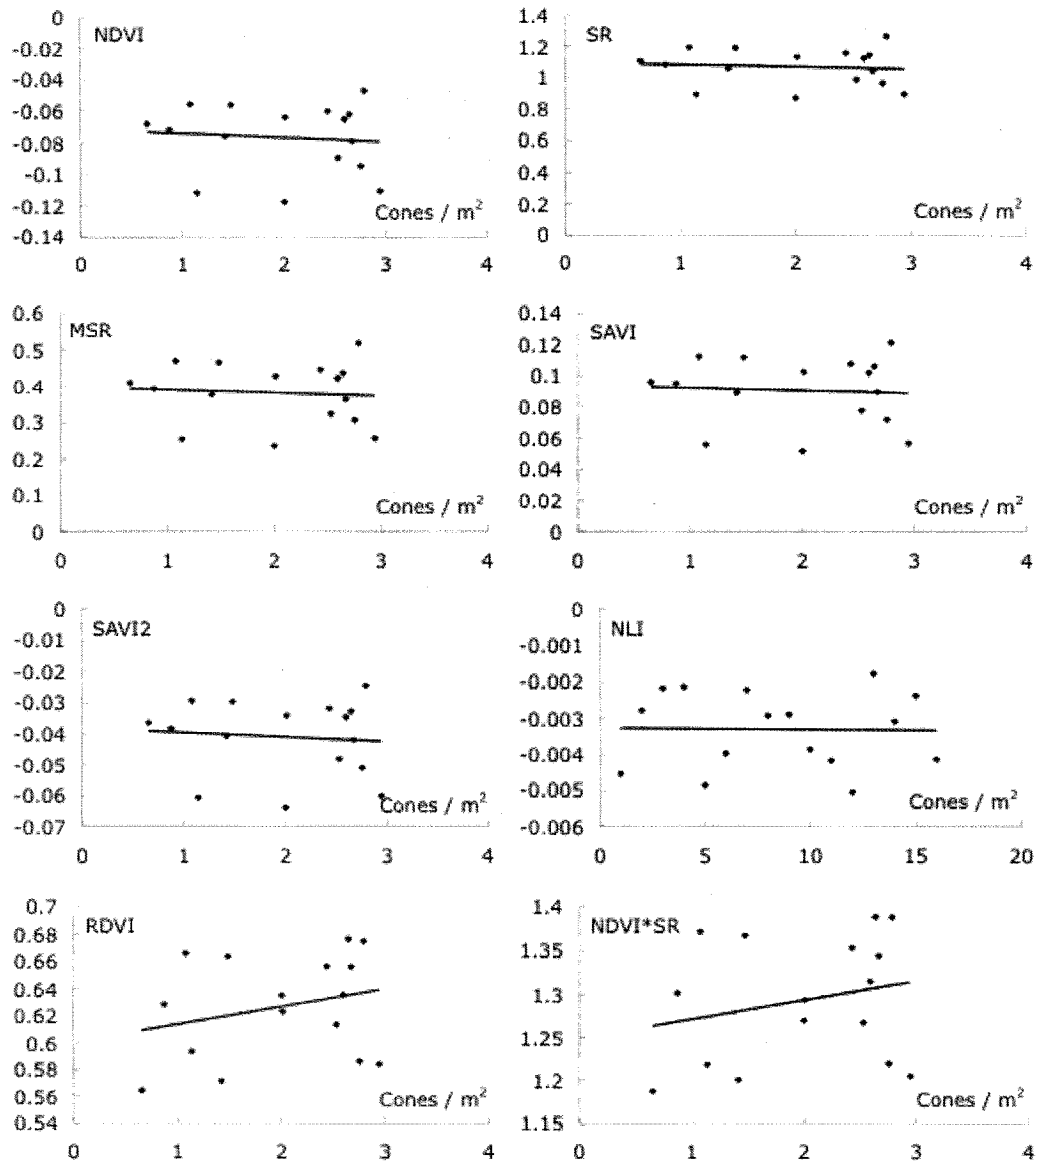 NDVI
0
-0.02
-0.04
-0.06
-0.08
-0.1
-0.12
-0.14
Cones / m²
0 1 2 3 4
SR
1.4
1.2
1
0.8
0.6
0.4
0.2
0
Cones / m²
0 1 2 3 4
MSR
0.6
0.5
0.4
0.3
0.2
0.1
0
Cones / m²
0 1 2 3 4
SAVI
0.14
0.12
0.1
0.08
0.06
0.04
0.02
0
Cones / m²
0 1 2 3 4
SAVI2
0
-0.01
-0.02
-0.03
-0.04
-0.05
-0.06
-0.07
Cones / m²
0 1 2 3 4
NLI
0
-0.001
-0.002
-0.003
-0.004
-0.005
-0.006
Cones / m²
0 5 10 15 20
RDVI
0.7
0.68
0.66
0.64
0.62
0.6
0.58
0.56
0.54
Cones / m²
0 1 2 3 4
NDVI*SR
1.4
1.35
1.3
1.25
1.2
1.15
Cones / m²
0 1 2 3 4